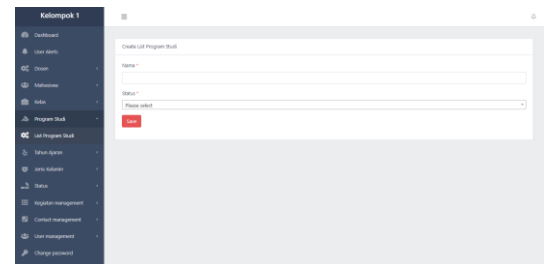 Kelompok 1
Dashboard
User Alerts
Dosen
Mahasiswa
Kelas
Program Studi
List Program Studi
Tahun Ajaran
Jenis Kelamin
Status
Kegiatan management
Contact management
User management
Change password
Create List Program Studi
Name *
Status *
Please select
Save